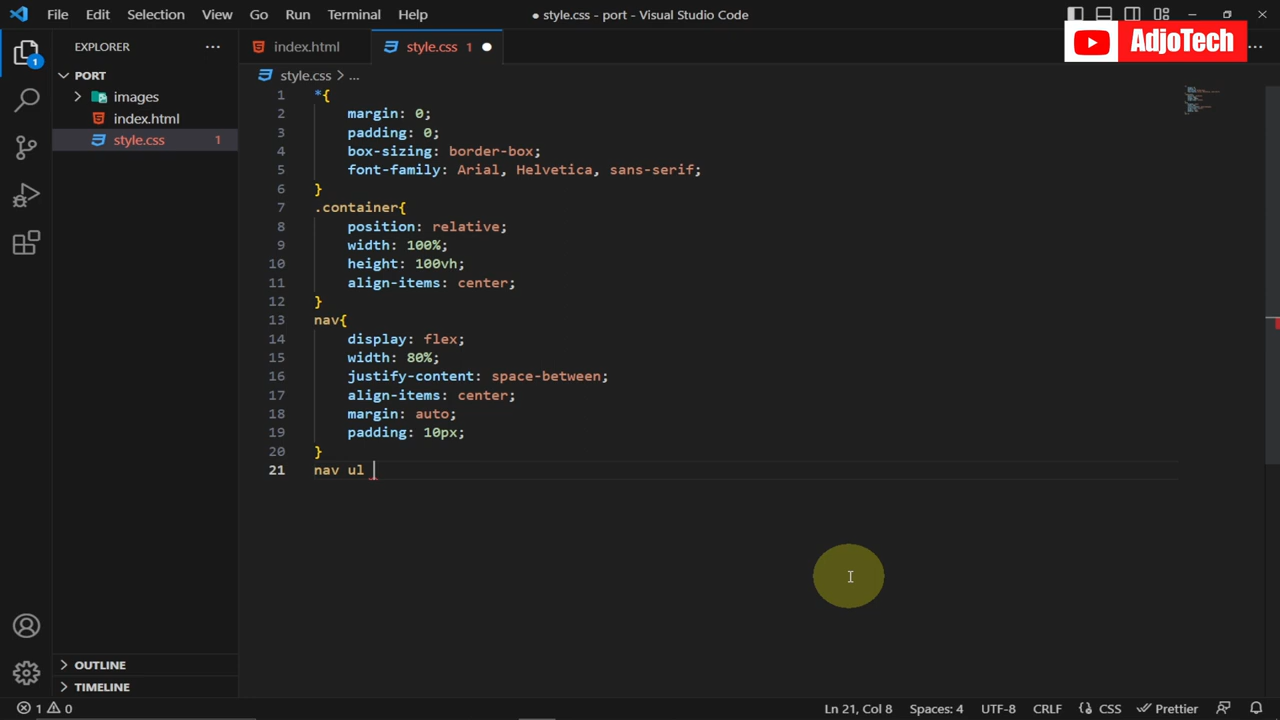 File Edit Selection View Go Run Terminal Help
● style.css - port - Visual Studio Code
AdjoTech
EXPLORER
index.html
style.css 1
PORT
images
index.html
style.css 1
style.css > ...
1 *{
2 margin: 0;
3 padding: 0;
4 box-sizing: border-box;
5 font-family: Arial, Helvetica, sans-serif;
6 }
7 .container{
8 position: relative;
9 width: 100%;
10 height: 100vh;
11 align-items: center;
12 }
13 nav{
14 display: flex;
15 width: 80%;
16 justify-content: space-between;
17 align-items: center;
18 margin: auto;
19 padding: 10px;
20 }
21 nav ul
1
OUTLINE
TIMELINE
1 0
Ln 21, Col 8 Spaces: 4 UTF-8 CRLF CSS Prettier